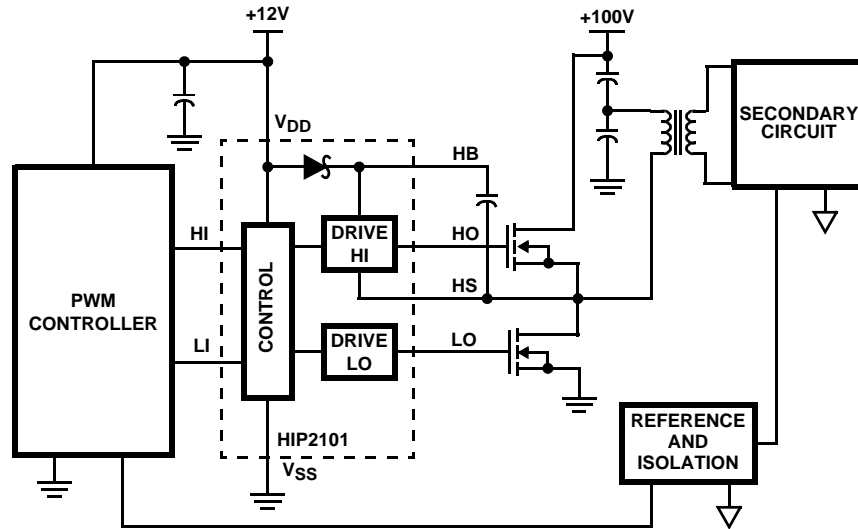 +12V
+100V
VDD
HB
SECONDARY
CIRCUIT
HI
DRIVE
HI
HO
PWM
CONTROLLER
CONTROL
HS
LI
DRIVE
LO
LO
HIP2101
VSS
REFERENCE
AND
ISOLATION